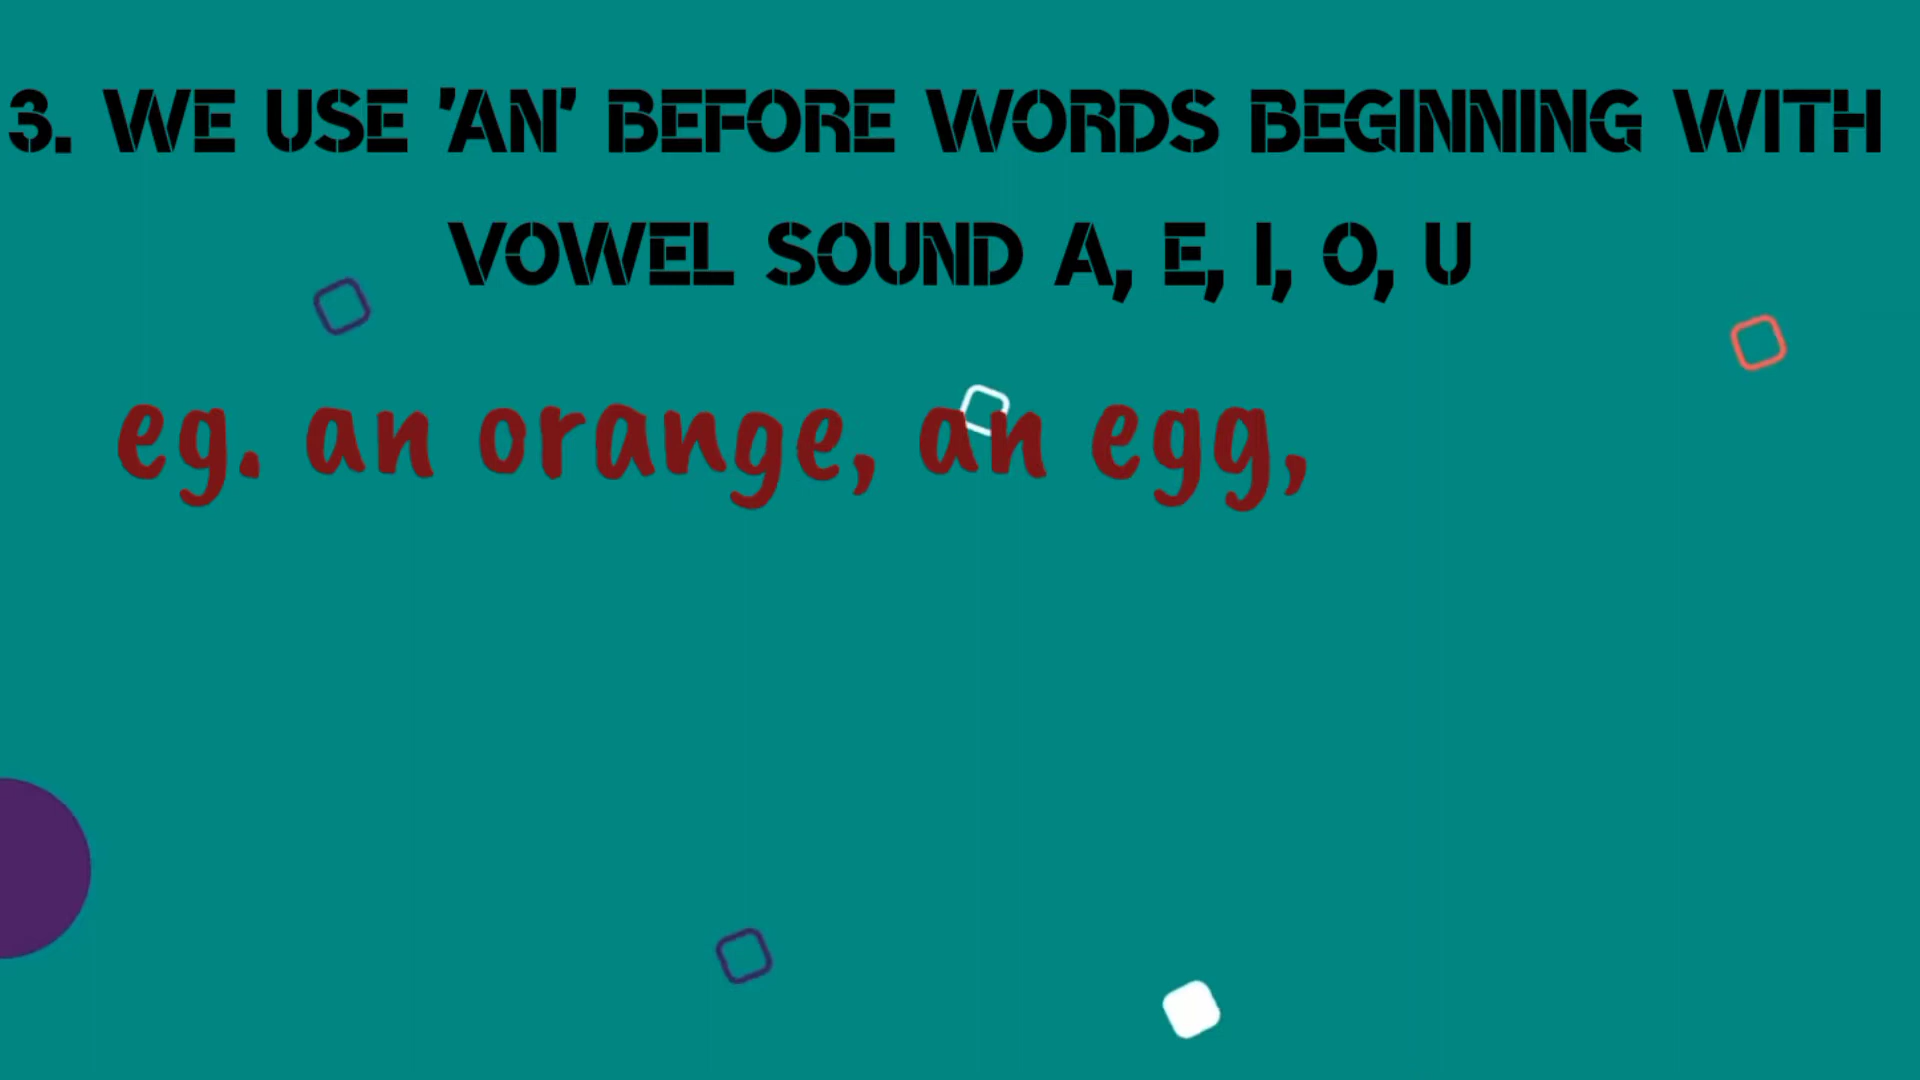 3. WE USE 'AN' BEFORE WORDS BEGINNING WITH
VOWEL SOUND A, E, I, O, U
eg. an orange, an egg,